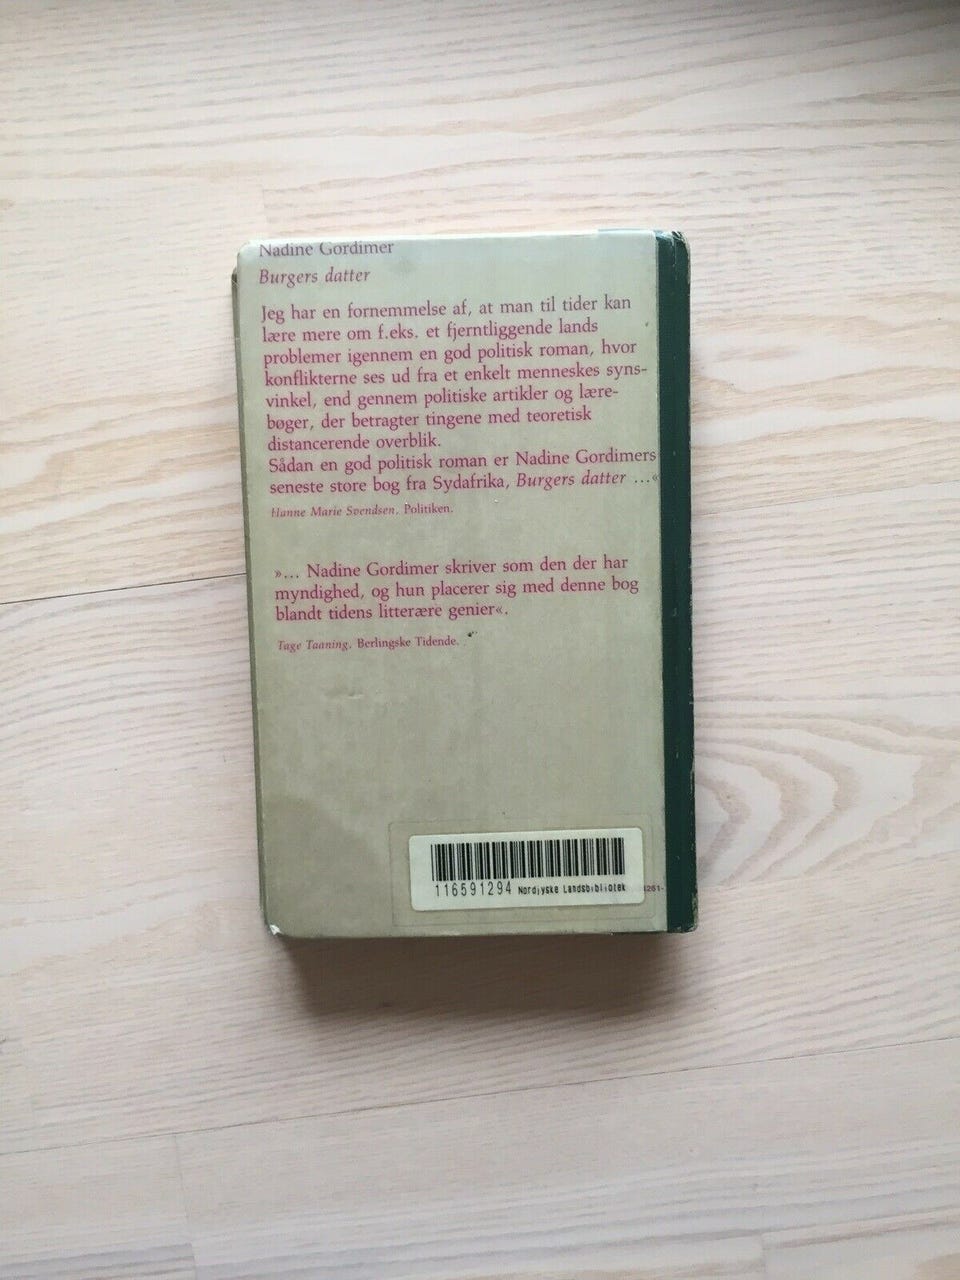 Nadine Gordimer
Burgers datter
Jeg har en fornemmelse af, at man til tider kan
lære mere om f.eks. et fjerntliggende lands
problemer igennem en god politisk roman, hvor
konflikterne ses ud fra et enkelt menneskes syns-
vinkel, end gennem politiske artikler og lære-
bøger, der betragter tingene med teoretisk
distancerende overblik.
Sådan en god politisk roman er Nadine Gordimers
seneste store bog fra Sydafrika, Burgers datter ...«
Hanne Marie Svendsen, Politiken.
»... Nadine Gordimer skriver som den der har
myndighed, og hun placerer sig med denne bog
blandt tidens litterære genier«.
Tage Taaning, Berlingske Tidende.
116591294 Nordjyske Landsbibliotek